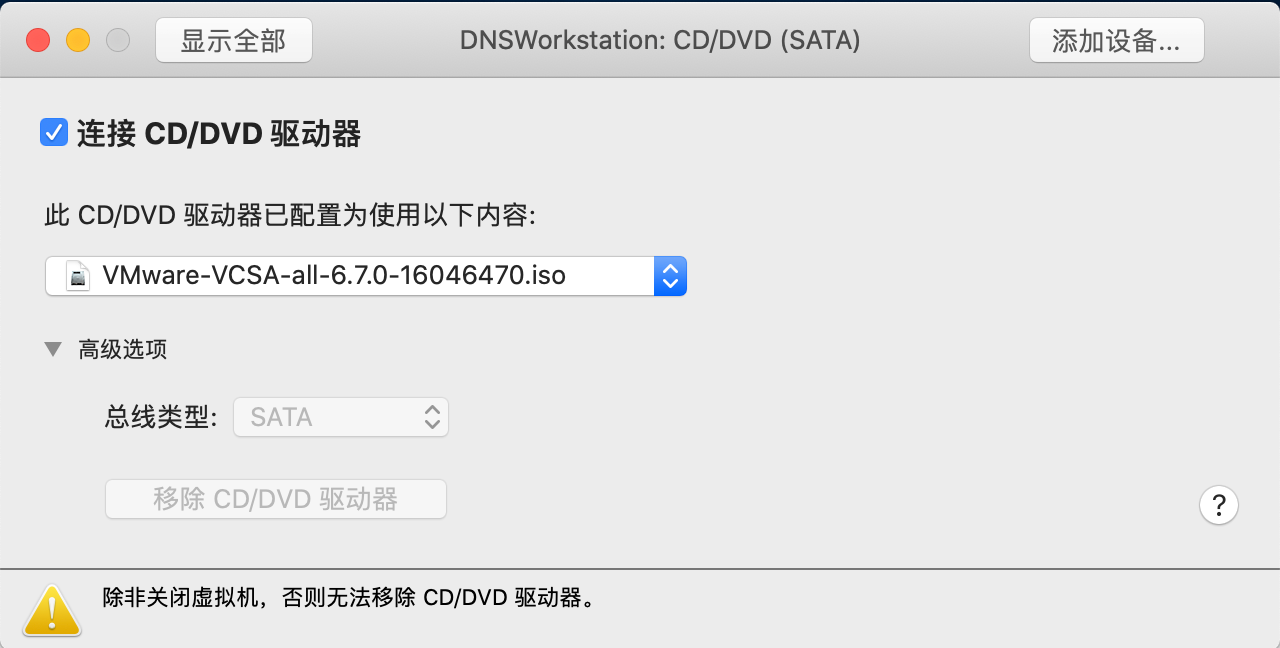 显示全部
DNSWorkstation: CD/DVD (SATA)
添加设备...
连接 CD/DVD 驱动器
此 CD/DVD 驱动器已配置为使用以下内容:
VMware-VCSA-all-6.7.0-16046470.iso
高级选项
总线类型:
SATA
移除 CD/DVD 驱动器
?
除非关闭虚拟机，否则无法移除 CD/DVD 驱动器。